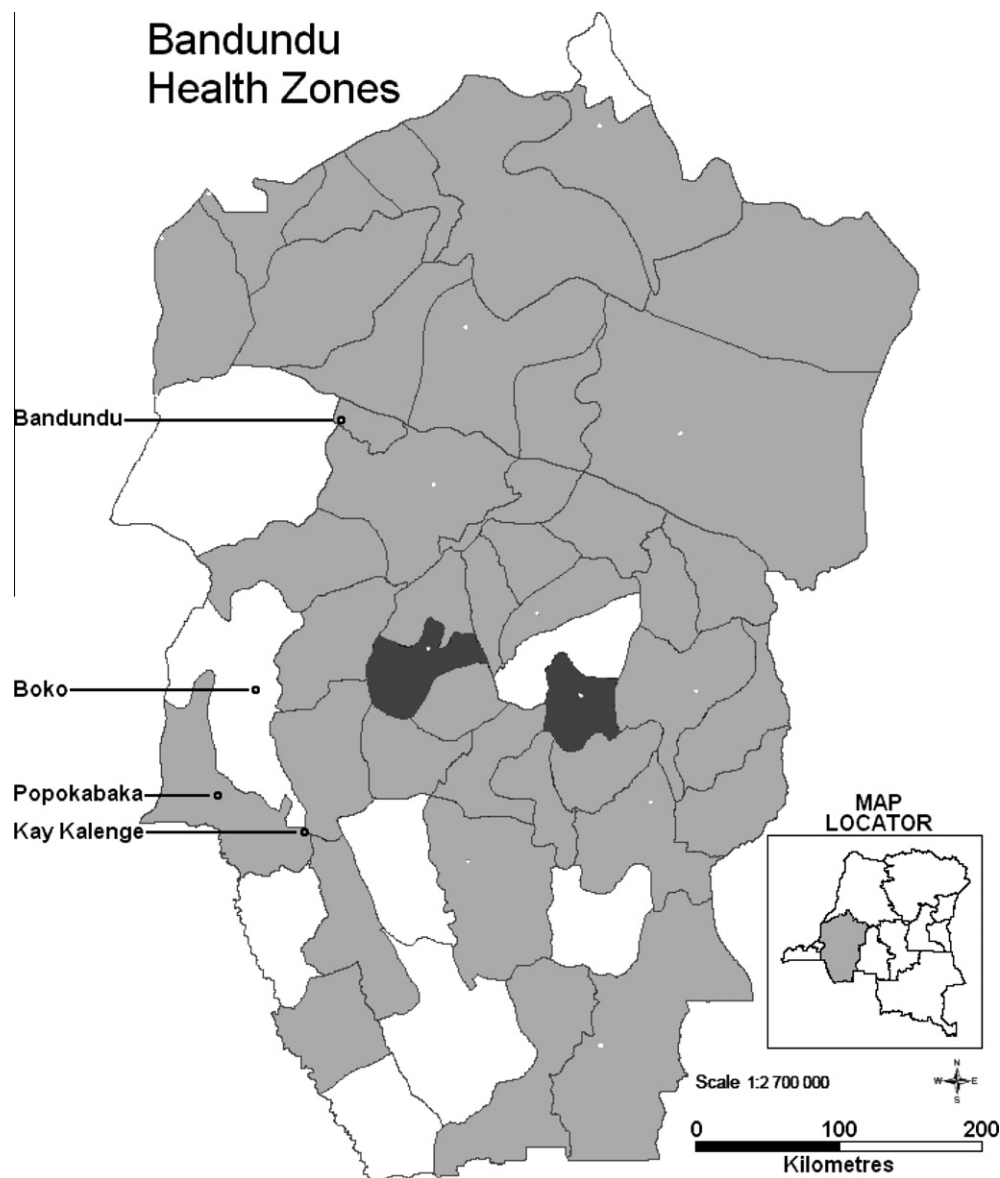 Bandundu
Health Zones
Bandundu
Boko
Popokabaka
Kay Kalenge
MAP
LOCATOR
Scale 1:2 700 000
N
W E
S
0 100 200
Kilometres